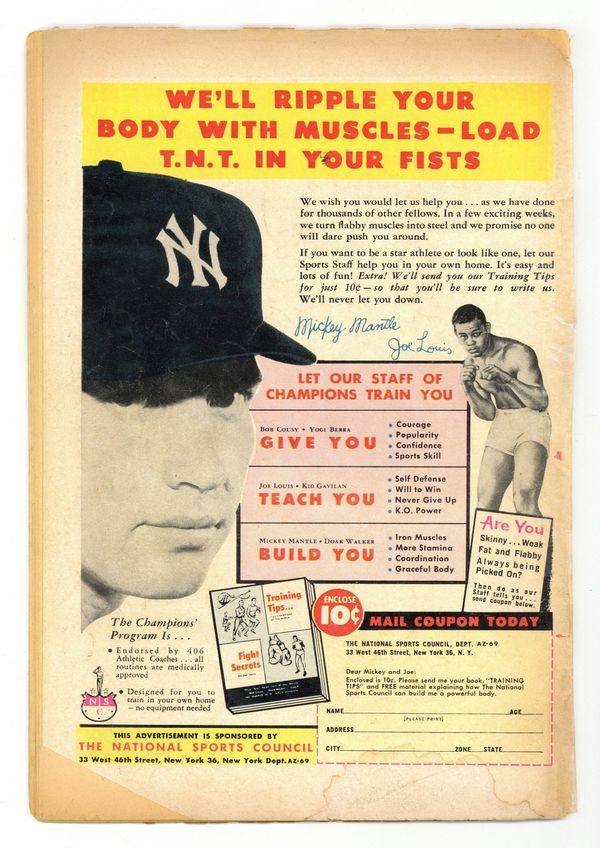 WE'LL RIPPLE YOUR
BODY WITH MUSCLES—LOAD
T.N.T. IN YOUR FISTS
NY
We wish you would let us help you . . . as we have done
for thousands of other fellows. In a few exciting weeks,
we turn flabby muscles into steel and we promise no one
will dare push you around.
If you want to be a star athlete or look like one, let our
Sports Staff help you in your own home. It's easy and
lots of fun! Extra! We'll send you our Training Tips
for just 10¢—so that you'll be sure to write us.
We'll never let you down.
Mickey Mantle
Joe Louis
LET OUR STAFF OF
CHAMPIONS TRAIN YOU
BOB COUSY • YOGI BERRA
GIVE YOU
• Courage
• Popularity
• Confidence
• Sports Skill
JOE LOUIS • KID GAVILAN
TEACH YOU
• Self Defense
• Will to Win
• Never Give Up
• K.O. Power
MICKEY MANTLE • DOAK WALKER
BUILD YOU
• Iron Muscles
• More Stamina
• Coordination
• Graceful Body
Are You
Skinny...Weak
Fat and Flabby
Always being
Picked On?
Then do as our
Staff tells you...
send coupon below.
The Champions'
Program Is . . .
• Endorsed by 406
Athletic Coaches . . . all
routines are medically
approved
• Designed for you to
train in your own home
— no equipment needed
N S
C
Training
Tips...
Fight
Secrets
ENCLOSE
10¢
MAIL COUPON TODAY
THE NATIONAL SPORTS COUNCIL, DEPT. AZ-69
33 West 46th Street, New York 36, N. Y.
Dear Mickey and Joe:
Enclosed is 10¢. Please send me your book, "TRAINING
TIPS" and FREE material explaining how The National
Sports Council can build me a powerful body.
NAME AGE
(PLEASE PRINT)
ADDRESS
CITY ZONE STATE
THIS ADVERTISEMENT IS SPONSORED BY
THE NATIONAL SPORTS COUNCIL
33 West 46th Street, New York 36, New York Dept. AZ-69